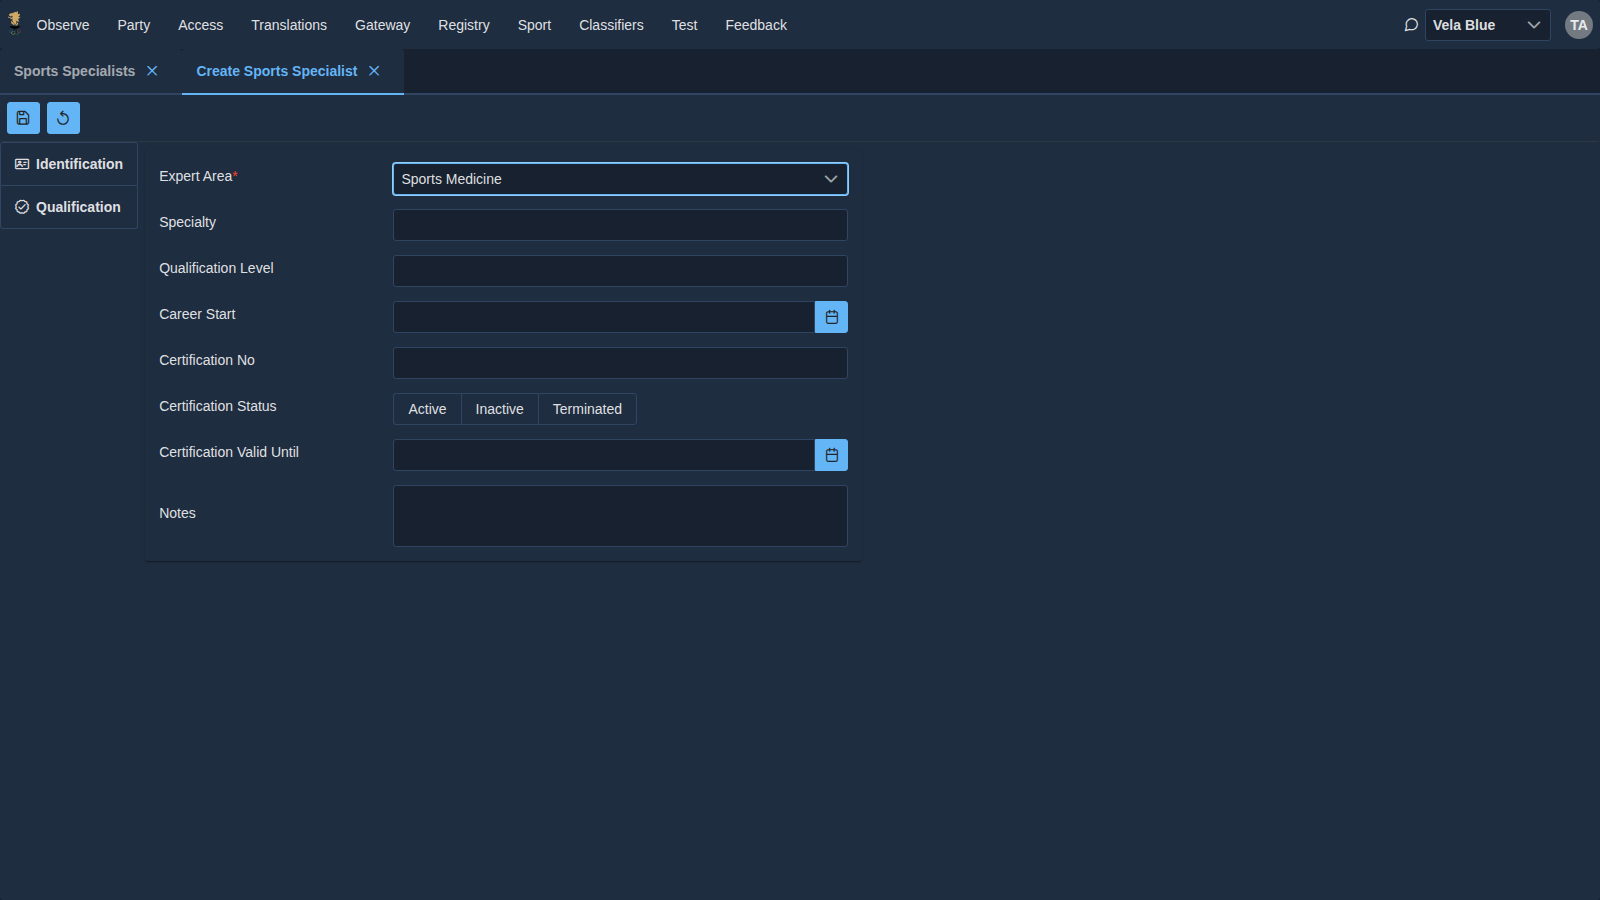 Observe Party Access Translations Gateway Registry Sport Classifiers Test Feedback Vela Blue TA
Sports Specialists Create Sports Specialist
Identification
Qualification
Expert Area* Sports Medicine
Specialty
Qualification Level
Career Start
Certification No
Certification Status Active Inactive Terminated
Certification Valid Until
Notes